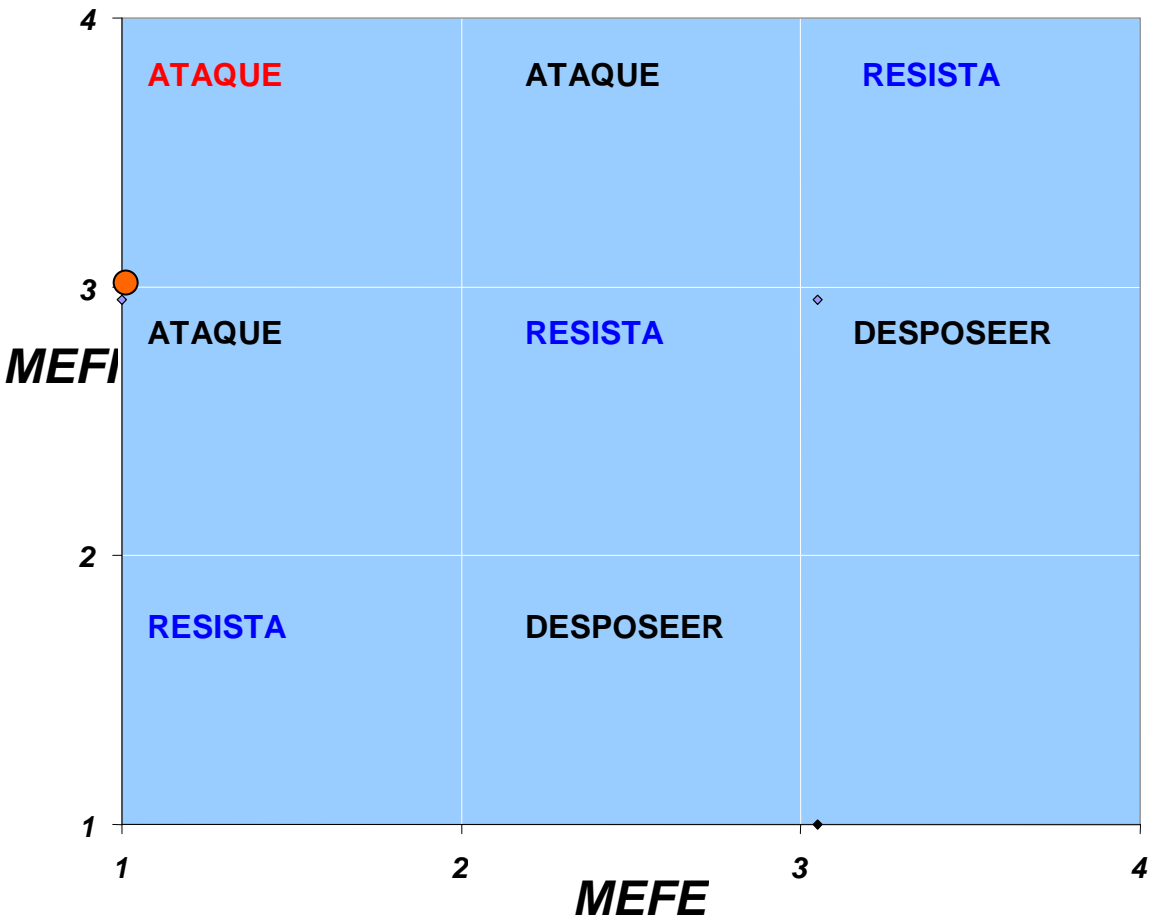 4
ATAQUE ATAQUE RESISTA
3
ATAQUE RESISTA DESPOSEER
MEFI
2
RESISTA DESPOSEER
1
1 2 3 4
MEFE